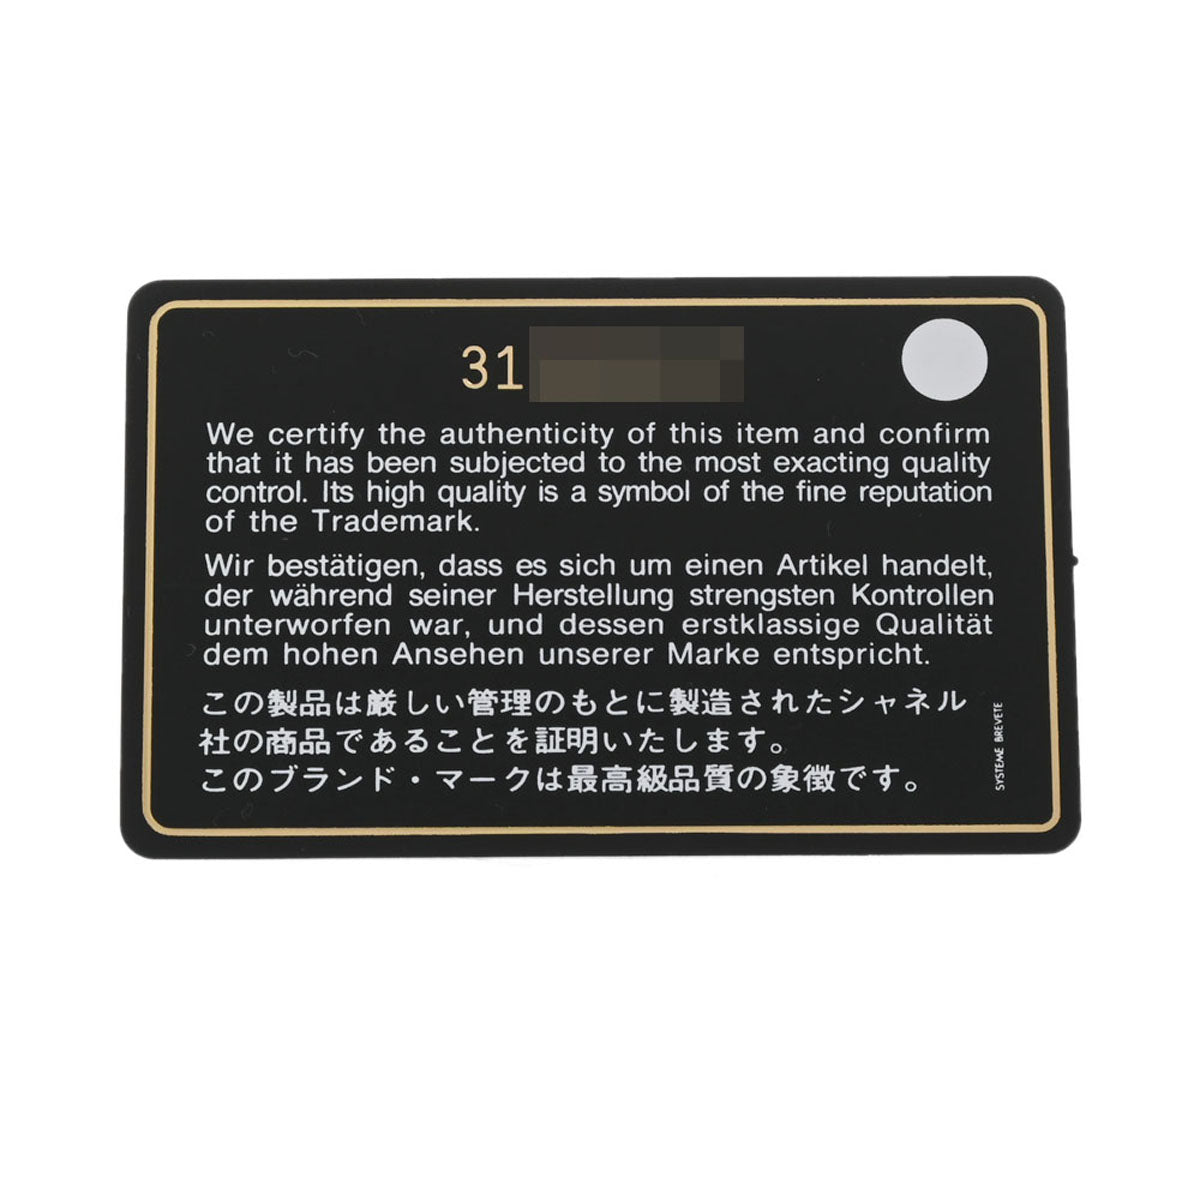 31
We certify the authenticity of this item and confirm
that it has been subjected to the most exacting quality
control. Its high quality is a symbol of the fine reputation
of the Trademark.
Wir bestätigen, dass es sich um einen Artikel handelt,
der während seiner Herstellung strengsten Kontrollen
unterworfen war, und dessen erstklassige Qualität
dem hohen Ansehen unserer Marke entspricht.
この製品は厳しい管理のもとに製造されたシャネル
社の商品であることを証明いたします。
このブランド・マークは最高級品質の象徴です。
SYSTEME BREVETE